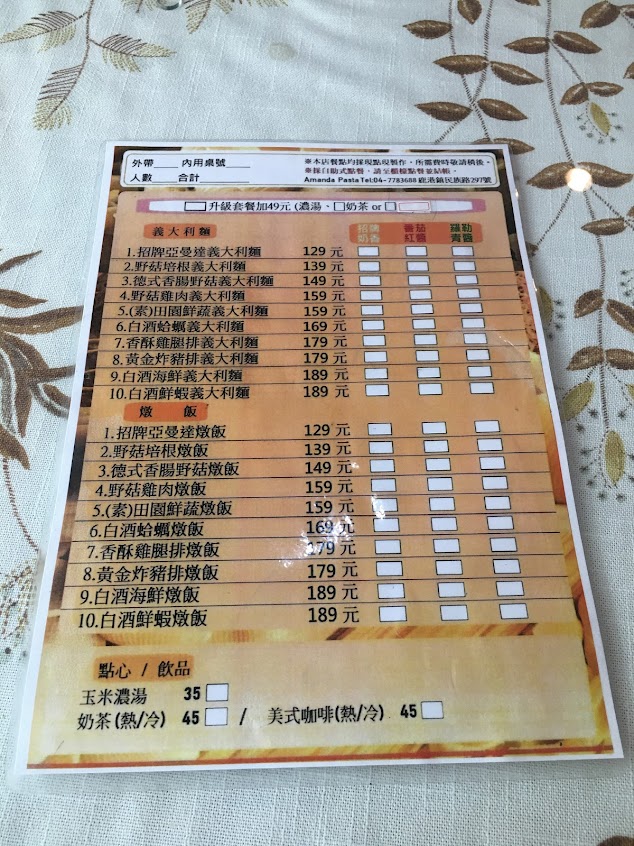 外帶____ 內用桌號____
人數____ 合計____
※本店餐點均採現點現製作，所需費時敬請稍後。
※採自助式點餐，請至櫃檯點餐並結帳。
Amanda Pasta Tel:04-7783688 鹿港鎮民族路297號
□升級套餐加49元 (濃湯、□奶茶 or □
義大利麵 招牌奶香 番茄紅醬 羅勒青醬
1.招牌亞曼達義大利麵 129 元 □ □ □
2.野菇培根義大利麵 139 元 □ □ □
3.德式香腸野菇義大利麵 149 元 □ □ □
4.野菇雞肉義大利麵 159 元 □ □ □
5.(素)田園鮮蔬義大利麵 159 元 □ □ □
6.白酒蛤蠣義大利麵 169 元 □ □ □
7.香酥雞腿排義大利麵 179 元 □ □ □
8.黃金炸豬排義大利麵 179 元 □ □ □
9.白酒海鮮義大利麵 189 元 □ □ □
10.白酒鮮蝦義大利麵 189 元 □ □ □
燉 飯
1.招牌亞曼達燉飯 129 元 □ □ □
2.野菇培根燉飯 139 元 □ □ □
3.德式香腸野菇燉飯 149 元 □ □ □
4.野菇雞肉燉飯 159 元 □ □ □
5.(素)田園鮮蔬燉飯 159 元 □ □ □
6.白酒蛤蠣燉飯 169 元 □ □ □
7.香酥雞腿排燉飯 179 元 □ □ □
8.黃金炸豬排燉飯 179 元 □ □ □
9.白酒海鮮燉飯 189 元 □ □ □
10.白酒鮮蝦燉飯 189 元 □ □ □
點心 / 飲品
玉米濃湯 35 □
奶茶(熱/冷) 45 □ / 美式咖啡(熱/冷) 45 □